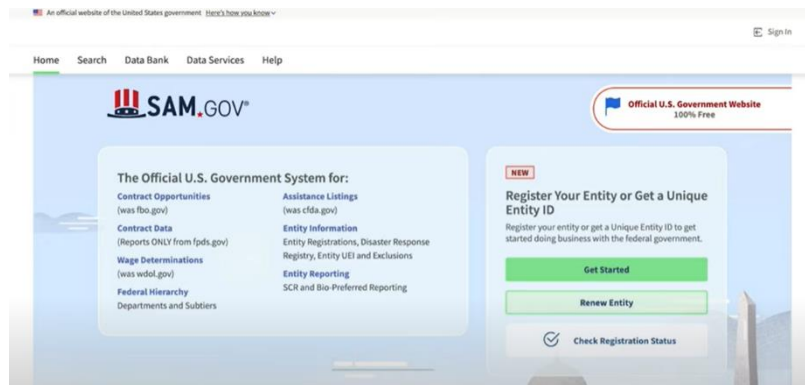 An official website of the United States government Here's how you know
Sign In
Home Search Data Bank Data Services Help
SAM.GOV®
Official U.S. Government Website
100% Free
The Official U.S. Government System for:
Contract Opportunities
(was fbo.gov)
Contract Data
(Reports ONLY from fpds.gov)
Wage Determinations
(was wdol.gov)
Federal Hierarchy
Departments and Subtiers
Assistance Listings
(was cfda.gov)
Entity Information
Entity Registrations, Disaster Response
Registry, Entity UEI and Exclusions
Entity Reporting
SCR and Bio-Preferred Reporting
NEW
Register Your Entity or Get a Unique
Entity ID
Register your entity or get a Unique Entity ID to get
started doing business with the federal government.
Get Started
Renew Entity
Check Registration Status